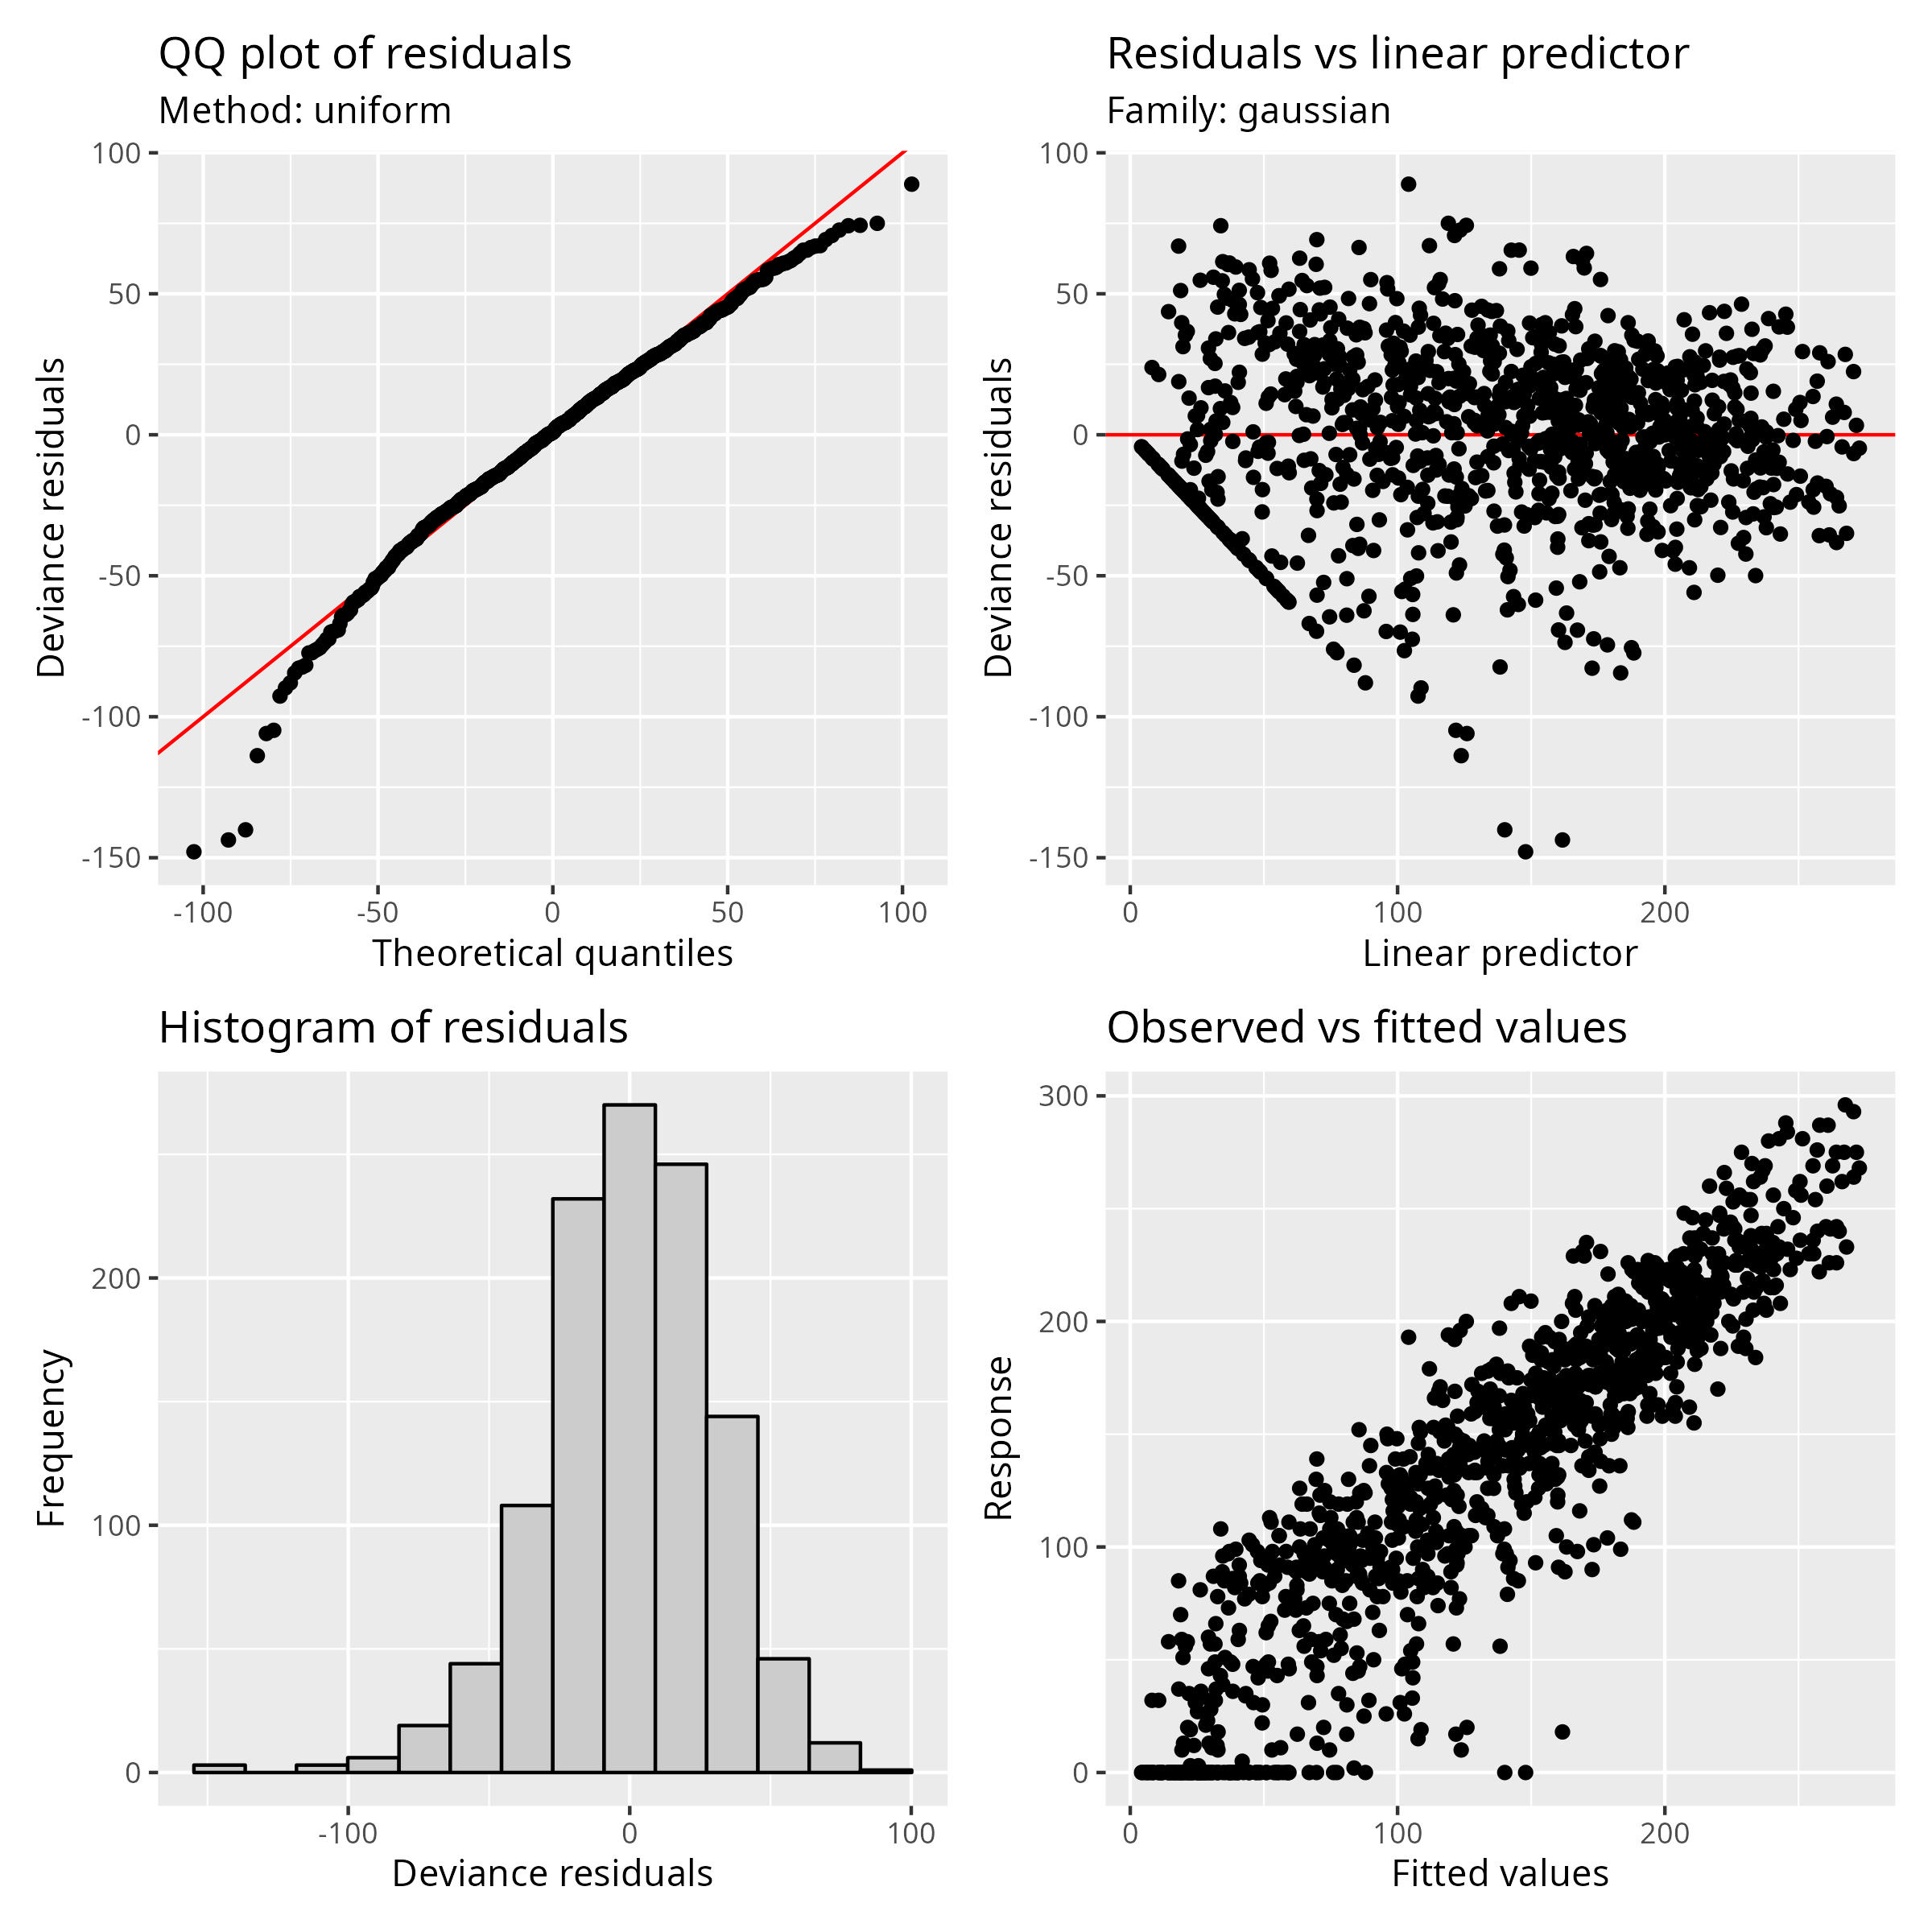 QQ plot of residuals
Method: uniform
100
50
0
-50
-100
-150
Deviance residuals
-100
-50
0
50
100
Theoretical quantiles
Residuals vs linear predictor
Family: gaussian
100
50
0
-50
-100
-150
Deviance residuals
0
100
200
Linear predictor
Histogram of residuals
200
100
0
Frequency
-100
0
100
Deviance residuals
Observed vs fitted values
300
200
100
0
Response
0
100
200
Fitted values